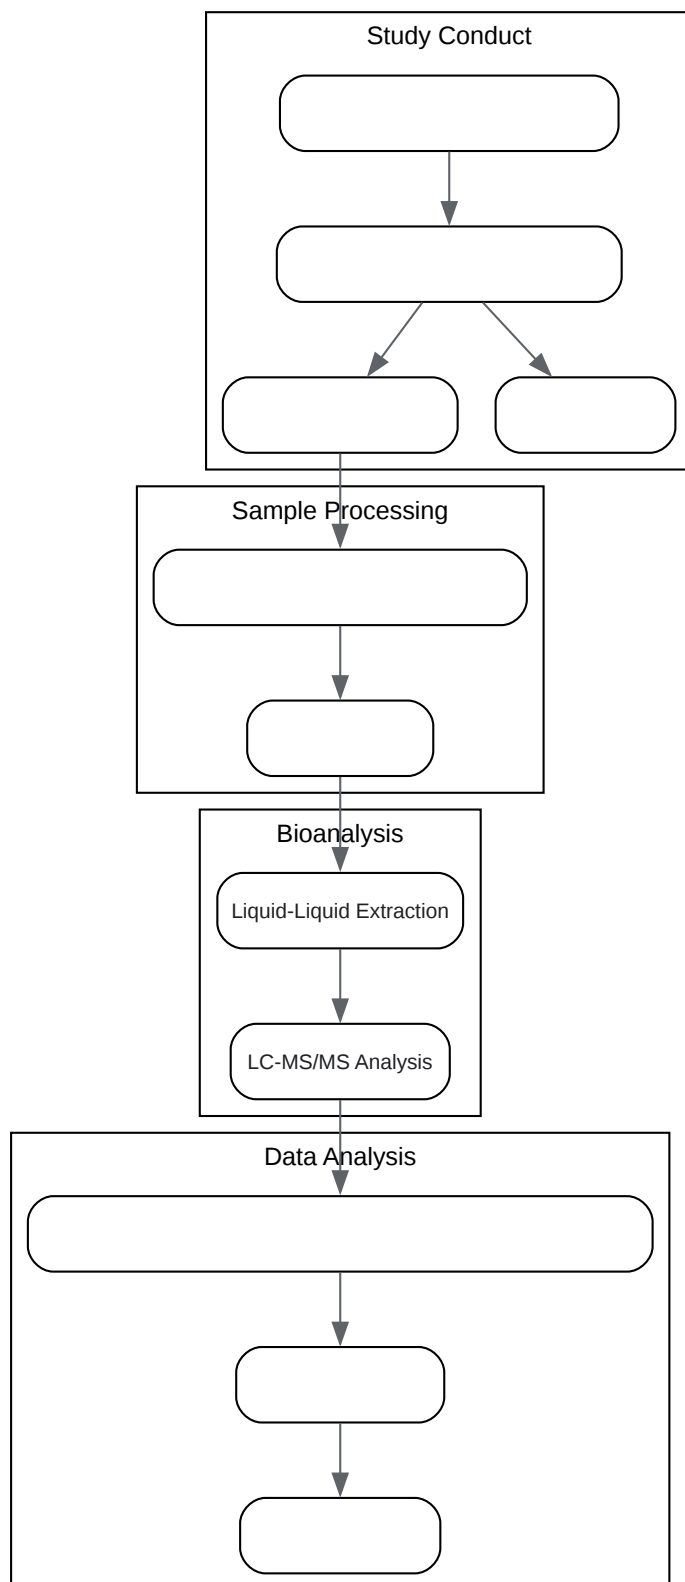 Study Conduct
Sample Processing
Bioanalysis
Liquid-Liquid Extraction
LC-MS/MS Analysis
Data Analysis